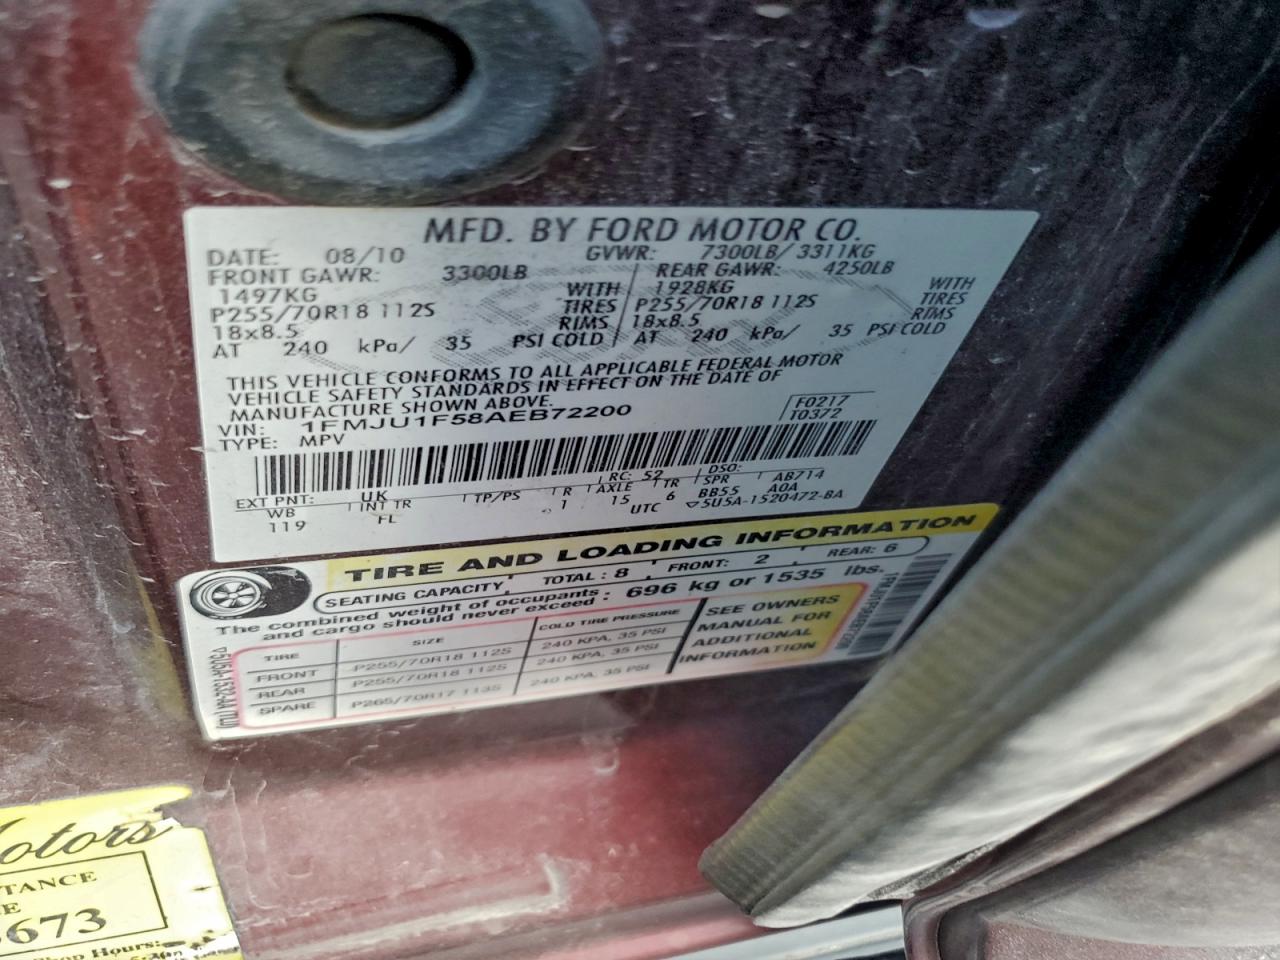 MFD. BY FORD MOTOR CO.
DATE: 08/10 GVWR: 7300LB/ 3311KG
FRONT GAWR: 3300LB REAR GAWR: 4250LB
1497KG WITH 1928KG WITH
P255/70R18 112S TIRES P255/70R18 112S TIRES
18x8.5 RIMS 18x8.5 RIMS
AT 240 kPa/ 35 PSI COLD AT 240 kPa/ 35 PSI COLD
THIS VEHICLE CONFORMS TO ALL APPLICABLE FEDERAL MOTOR
VEHICLE SAFETY STANDARDS IN EFFECT ON THE DATE OF
MANUFACTURE SHOWN ABOVE.
VIN: 1FMJU1F58AEB72200 F0217
TYPE: MPV T0372
EXT PNT: UK RC: 52 DSO:
WB INT TR TP/PS R AXLE TR SPR AB714
119 FL 1 15 6 BB55 A0A
UTC ▽5U5A-1520472-BA
TIRE AND LOADING INFORMATION
SEATING CAPACITY TOTAL: 8 FRONT: 2 REAR: 6
The combined weight of occupants
and cargo should never exceed: 696 kg or 1535 lbs.
TIRE SIZE COLD TIRE PRESSURE
FRONT P255/70R18 112S 240 KPA, 35 PSI
REAR P255/70R18 112S 240 KPA, 35 PSI
SPARE P265/70R17 113S 240 KPA, 35 PSI
SEE OWNERS
MANUAL FOR
ADDITIONAL
INFORMATION
Motors
TANCE
E
673
Shop Hours: